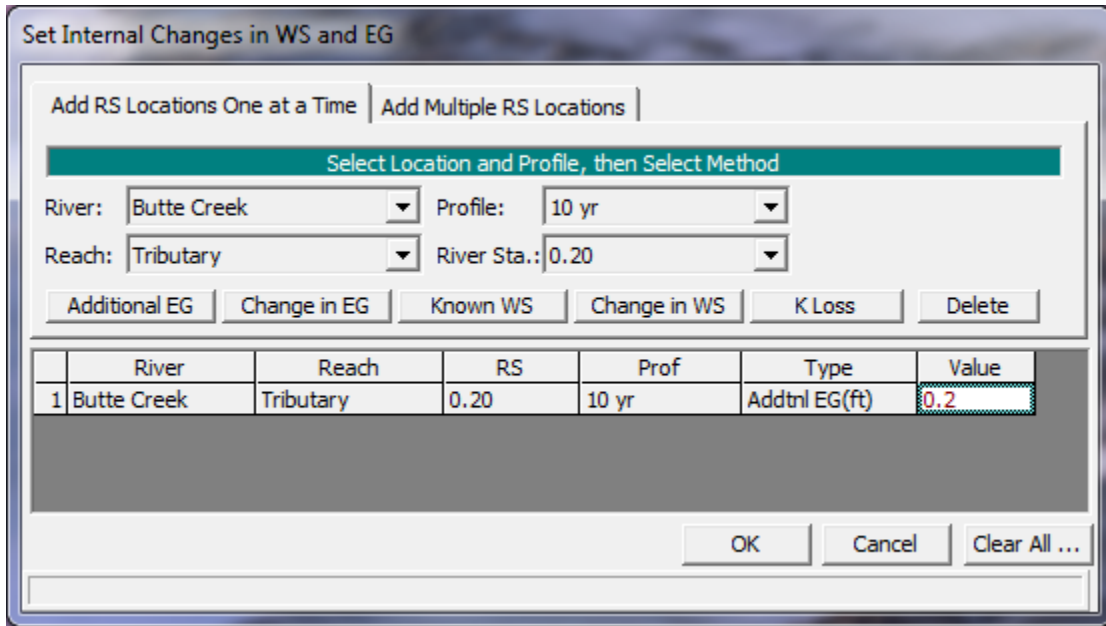 Set Internal Changes in WS and EG
Add RS Locations One at a Time Add Multiple RS Locations
Select Location and Profile, then Select Method
River: Butte Creek Profile: 10 yr
Reach: Tributary River Sta.: 0.20
Additional EG Change in EG Known WS Change in WS K Loss Delete
River Reach RS Prof Type Value
1 Butte Creek Tributary 0.20 10 yr Addtnl EG(ft) 0.2
OK Cancel Clear All ...